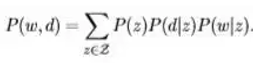 P(w,d) = ∑_{z∈𝒵} P(z)P(d|z)P(w|z).